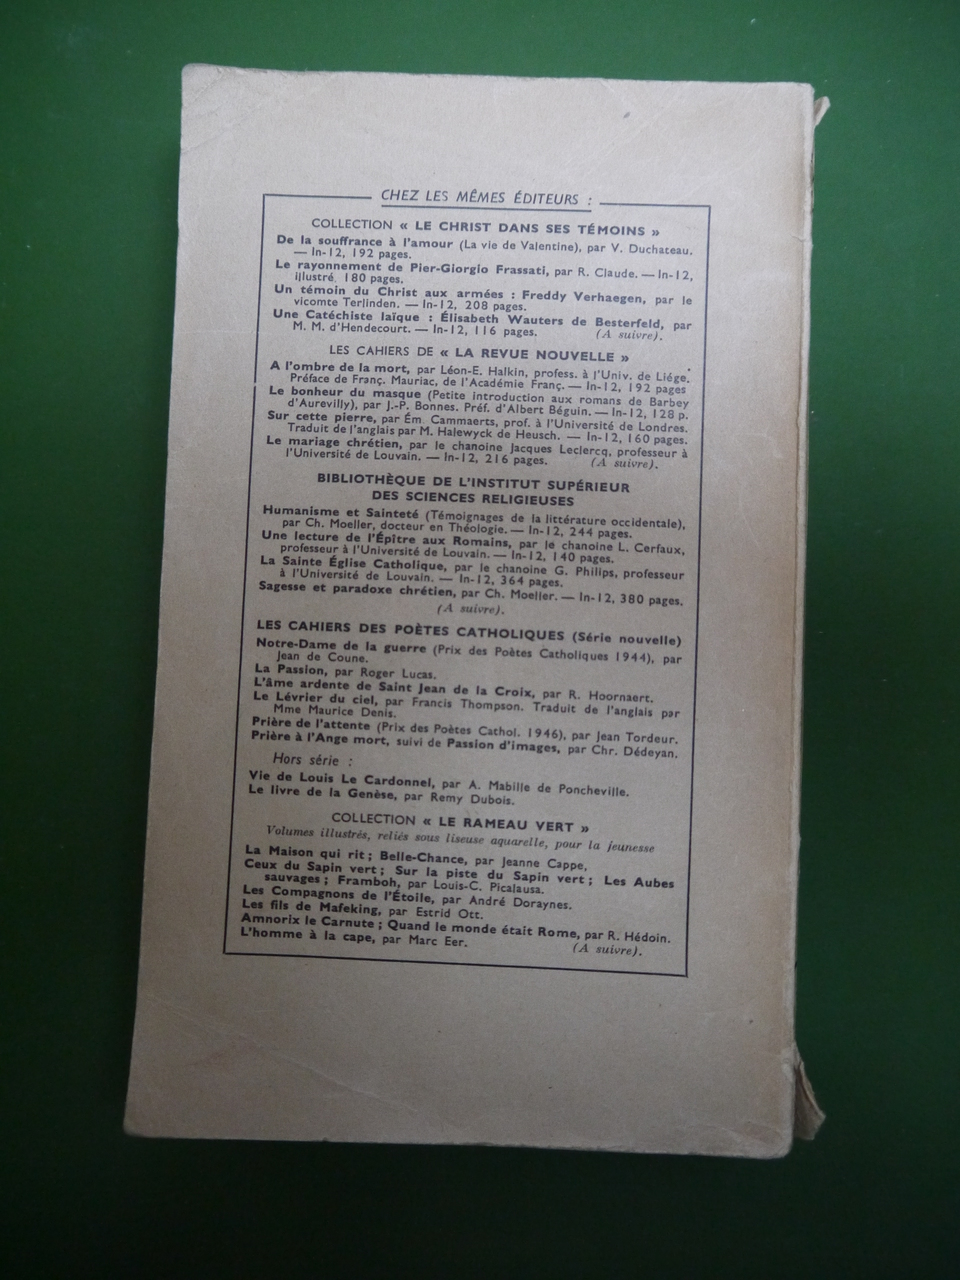 CHEZ LES MÊMES ÉDITEURS :
COLLECTION « LE CHRIST DANS SES TÉMOINS »
De la souffrance à l'amour (La vie de Valentine), par V. Duchateau.
— In-12, 192 pages.
Le rayonnement de Pier-Giorgio Frassati, par R. Claude. — In-12,
illustré, 180 pages.
Un témoin du Christ aux armées : Freddy Verhaegen, par le
vicomte Terlinden. — In-12, 208 pages.
Une Catéchiste laïque : Élisabeth Wauters de Besterfeld, par
M. M. d'Hendecourt. — In-12, 116 pages. (A suivre).
LES CAHIERS DE « LA REVUE NOUVELLE »
A l'ombre de la mort, par Léon-E. Halkin, profess. à l'Univ. de Liége.
Préface de Franç. Mauriac, de l'Académie Franç. — In-12, 192 pages
Le bonheur du masque (Petite introduction aux romans de Barbey
d'Aurevilly), par J.-P. Bonnes. Préf. d'Albert Béguin. — In-12, 128 p.
Sur cette pierre, par Ém. Cammaerts, prof. à l'Université de Londres.
Traduit de l'anglais par M. Halewyck de Heusch. — In-12, 160 pages.
Le mariage chrétien, par le chanoine Jacques Leclercq, professeur à
l'Université de Louvain. — In-12, 216 pages. (A suivre).
BIBLIOTHÈQUE DE L'INSTITUT SUPÉRIEUR
DES SCIENCES RELIGIEUSES
Humanisme et Sainteté (Témoignages de la littérature occidentale),
par Ch. Moeller, docteur en Théologie. — In-12, 244 pages.
Une lecture de l'Épître aux Romains, par le chanoine L. Cerfaux,
professeur à l'Université de Louvain. — In-12, 140 pages.
La Sainte Église Catholique, par le chanoine G. Philips, professeur
à l'Université de Louvain. — In-12, 364 pages.
Sagesse et paradoxe chrétien, par Ch. Moeller. — In-12, 380 pages.
(A suivre).
LES CAHIERS DES POÈTES CATHOLIQUES (Série nouvelle)
Notre-Dame de la guerre (Prix des Poètes Catholiques 1944), par
Jean de Coune.
La Passion, par Roger Lucas.
L'âme ardente de Saint Jean de la Croix, par R. Hoornaert.
Le Lévrier du ciel, par Francis Thompson. Traduit de l'anglais par
Mme Maurice Denis.
Prière de l'attente (Prix des Poètes Cathol. 1946), par Jean Tordeur.
Prière à l'Ange mort, suivi de Passion d'images, par Chr. Dédeyan.
Hors série :
Vie de Louis Le Cardonnel, par A. Mabille de Poncheville.
Le livre de la Genèse, par Remy Dubois.
COLLECTION « LE RAMEAU VERT »
Volumes illustrés, reliés sous liseuse aquarelle, pour la jeunesse
La Maison qui rit ; Belle-Chance, par Jeanne Cappe,
Ceux du Sapin vert ; Sur la piste du Sapin vert ; Les Aubes
sauvages ; Framboh, par Louis-C. Picalausa.
Les Compagnons de l'Étoile, par André Doraynes.
Les fils de Mafeking, par Estrid Ott.
Amnorix le Carnute ; Quand le monde était Rome, par R. Hédoin.
L'homme à la cape, par Marc Eer. (A suivre).